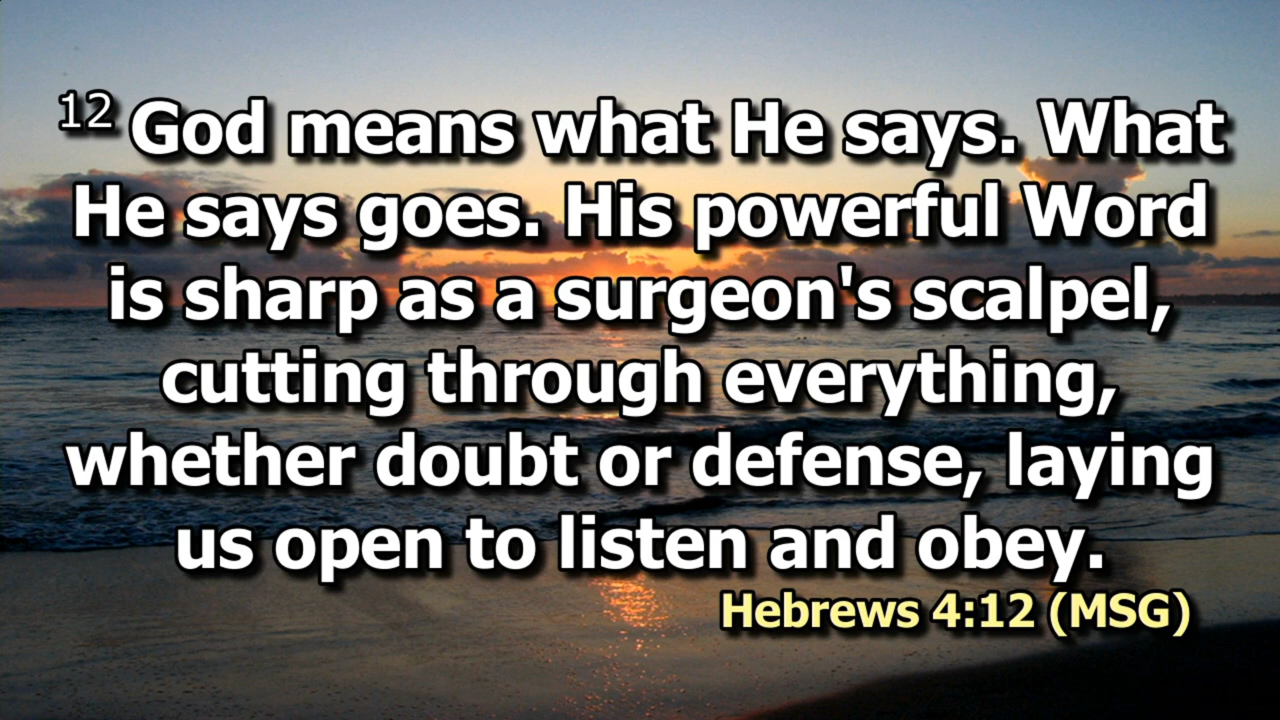 12 God means what He says. What
He says goes. His powerful Word
is sharp as a surgeon's scalpel,
cutting through everything,
whether doubt or defense, laying
us open to listen and obey.
Hebrews 4:12 (MSG)